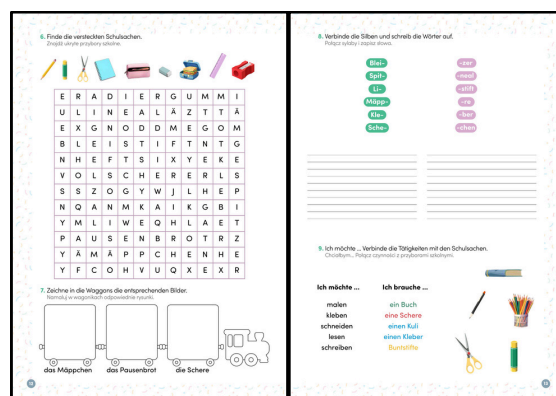 6. Finde die versteckten Schulsachen.
Znajdź ukryte przybory szkolne.
E R A D I E R G U M M I
U L I N E A L Ä Z T T Ä
E X G N O D D M E G O M
B L E I S T I F T N T G
N H E F T S I X Y E K E
V O L S C H E R E R L S
S S Z O G Y W J L H E P
N Q A N M K A I K G B I
Y M L I W E Q H L A E T
P A U S E N B R O T R Z
Y Ä M Ä P P C H E N H E
Y F C O H V U Q X E X R
7. Zeichne in die Waggons die entsprechenden Bilder.
Namaluj w wagonikach odpowiednie rysunki.
das Mäppchen das Pausenbrot die Schere
8. Verbinde die Silben und schreib die Wörter auf.
Połącz sylaby i zapisz słowa.
Blei- -zer
Spit- -neal
Li- -stift
Mäpp- -re
Kle- -ber
Sche- -chen
9. Ich möchte ... Verbinde die Tätigkeiten mit den Schulsachen.
Chciałbym... Połącz czynności z przyborami szkolnymi.
Ich möchte ... Ich brauche ...
malen ein Buch
kleben eine Schere
schneiden einen Kuli
lesen einen Kleber
schreiben Buntstifte